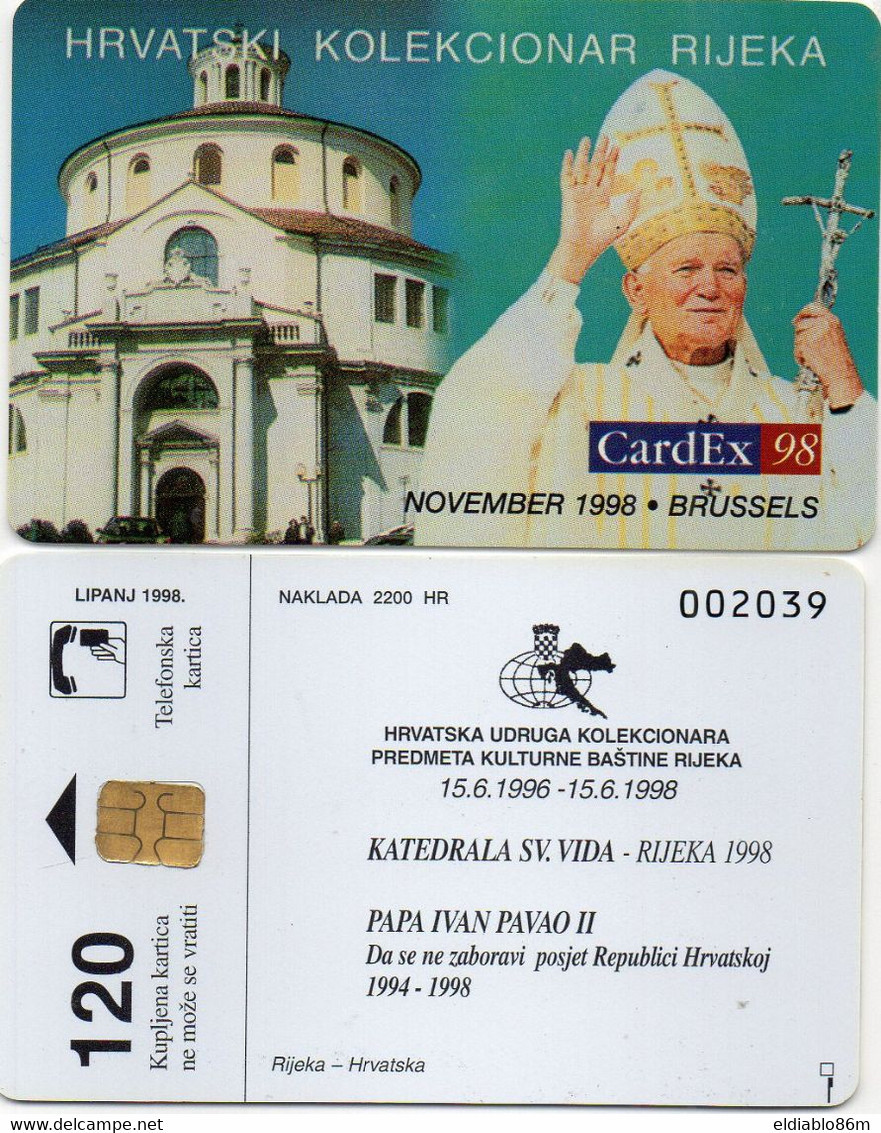 HRVATSKI KOLEKCIONAR RIJEKA
CardEx 98
NOVEMBER 1998 • BRUSSELS
LIPANJ 1998.
NAKLADA 2200 HR
002039
Telefonska
kartica
HRVATSKA UDRUGA KOLEKCIONARA
PREDMETA KULTURNE BAŠTINE RIJEKA
15.6.1996 -15.6.1998
KATEDRALA SV. VIDA - RIJEKA 1998
PAPA IVAN PAVAO II
Da se ne zaboravi posjet Republici Hrvatskoj
1994 - 1998
120
Kupljena kartica
ne može se vratiti
Rijeka – Hrvatska
delcampe.net
eldiablo86m